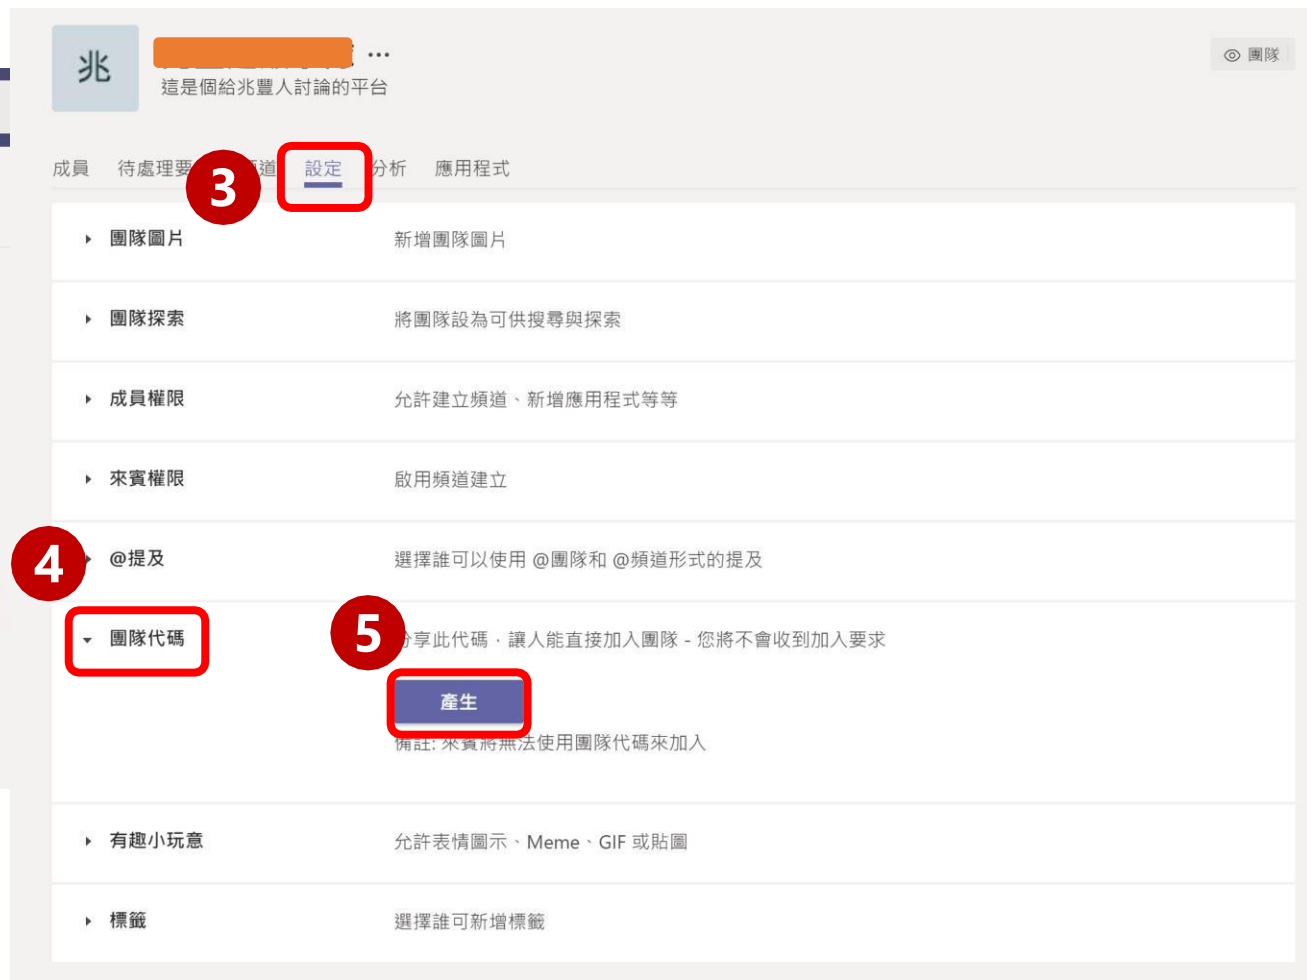 兆
...
團隊
這是個給兆豐人討論的平台
成員 待處理要 道 設定 分析 應用程式
3
團隊圖片 新增團隊圖片
團隊探索 將團隊設為可供搜尋與探索
成員權限 允許建立頻道、新增應用程式等等
來賓權限 啟用頻道建立
4
@提及 選擇誰可以使用 @團隊和 @頻道形式的提及
5
團隊代碼 分享此代碼,讓人能直接加入團隊 - 您將不會收到加入要求
產生
備註: 來賓將無法使用團隊代碼來加入
有趣小玩意 允許表情圖示、Meme、GIF 或貼圖
標籤 選擇誰可新增標籤